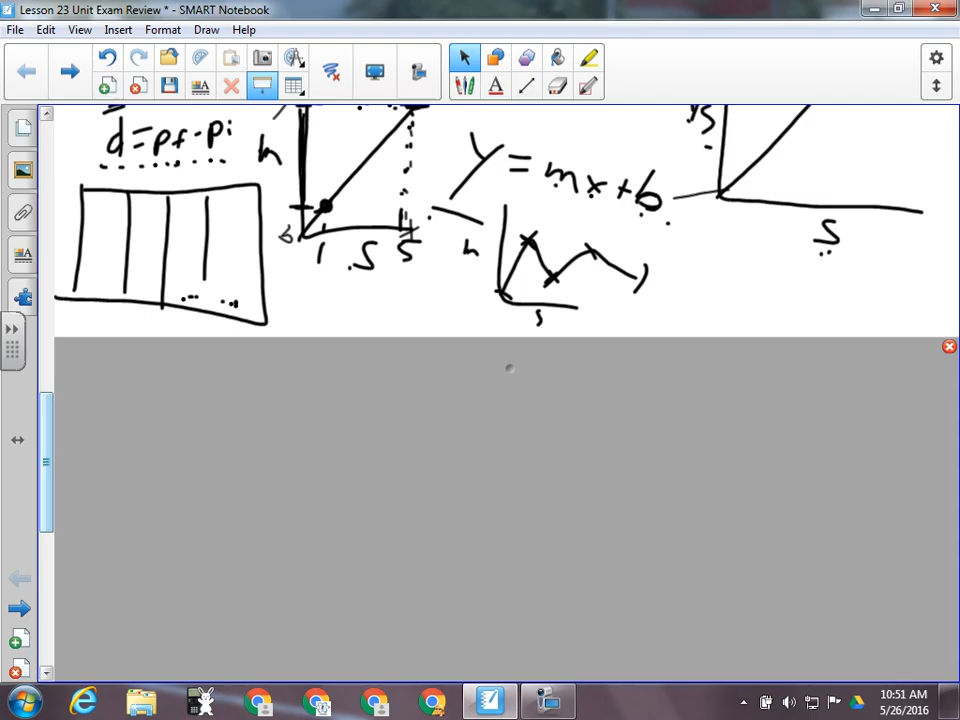 Lesson 23 Unit Exam Review * - SMART Notebook
File Edit View Insert Format Draw Help
d = pf - pi
y = mx + b
1 S 5
S
10:51 AM
5/26/2016